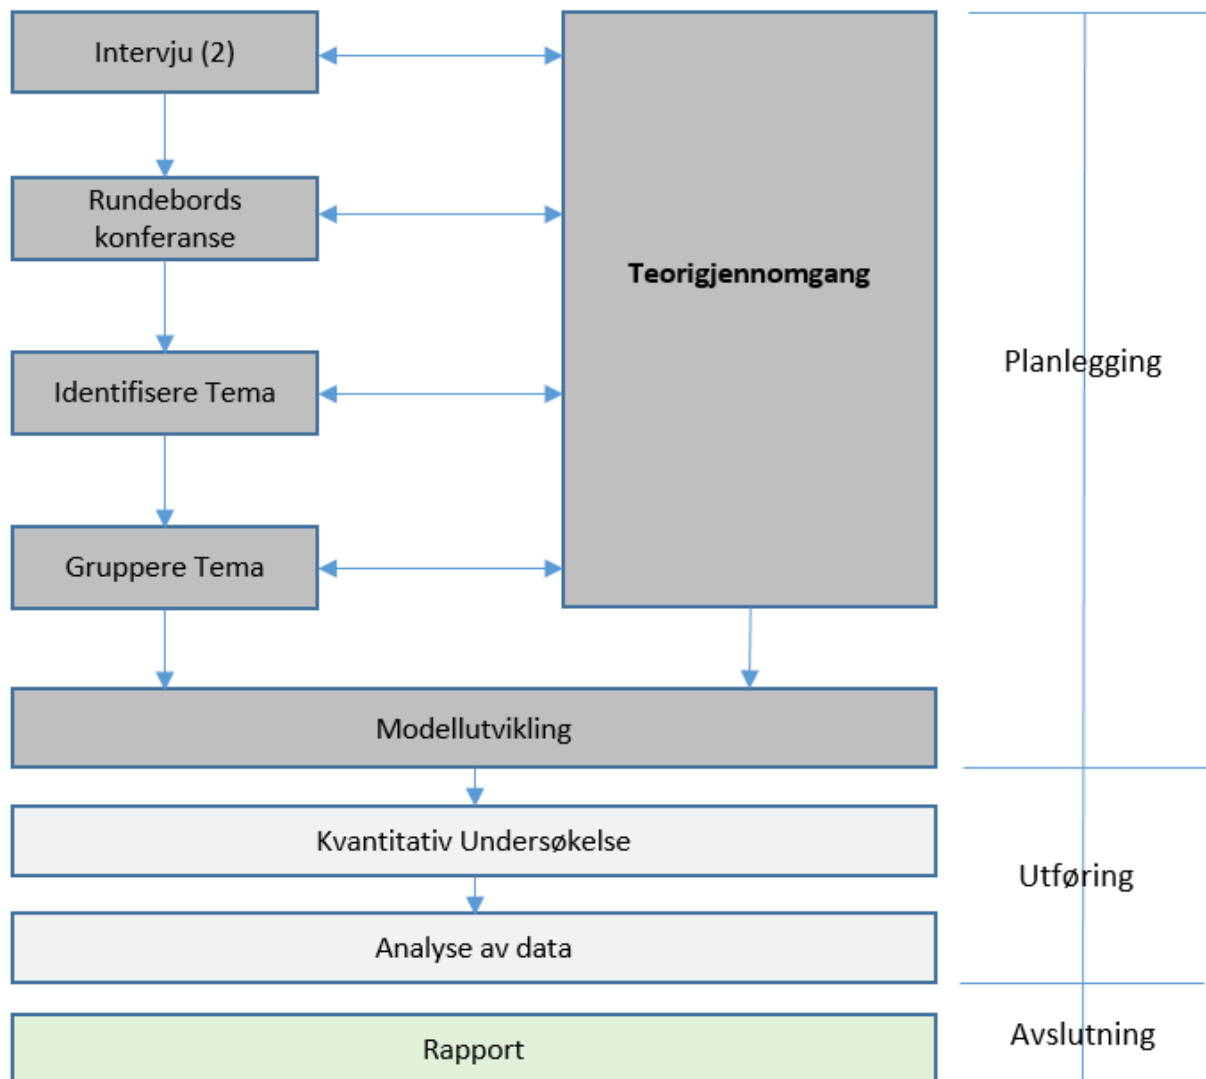 Intervju (2)
Rundebords
konferanse
Identifisere Tema
Gruppere Tema
Teorigjennomgang
Modellutvikling
Kvantitativ Undersøkelse
Analyse av data
Rapport
Planlegging
Utføring
Avslutning